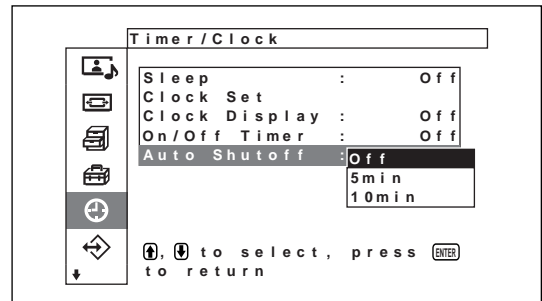 Timer/Clock
Sleep : Off
Clock Set
Clock Display : Off
On/Off Timer : Off
Auto Shutoff : Off
5min
10min
, to select, press ENTER
to return